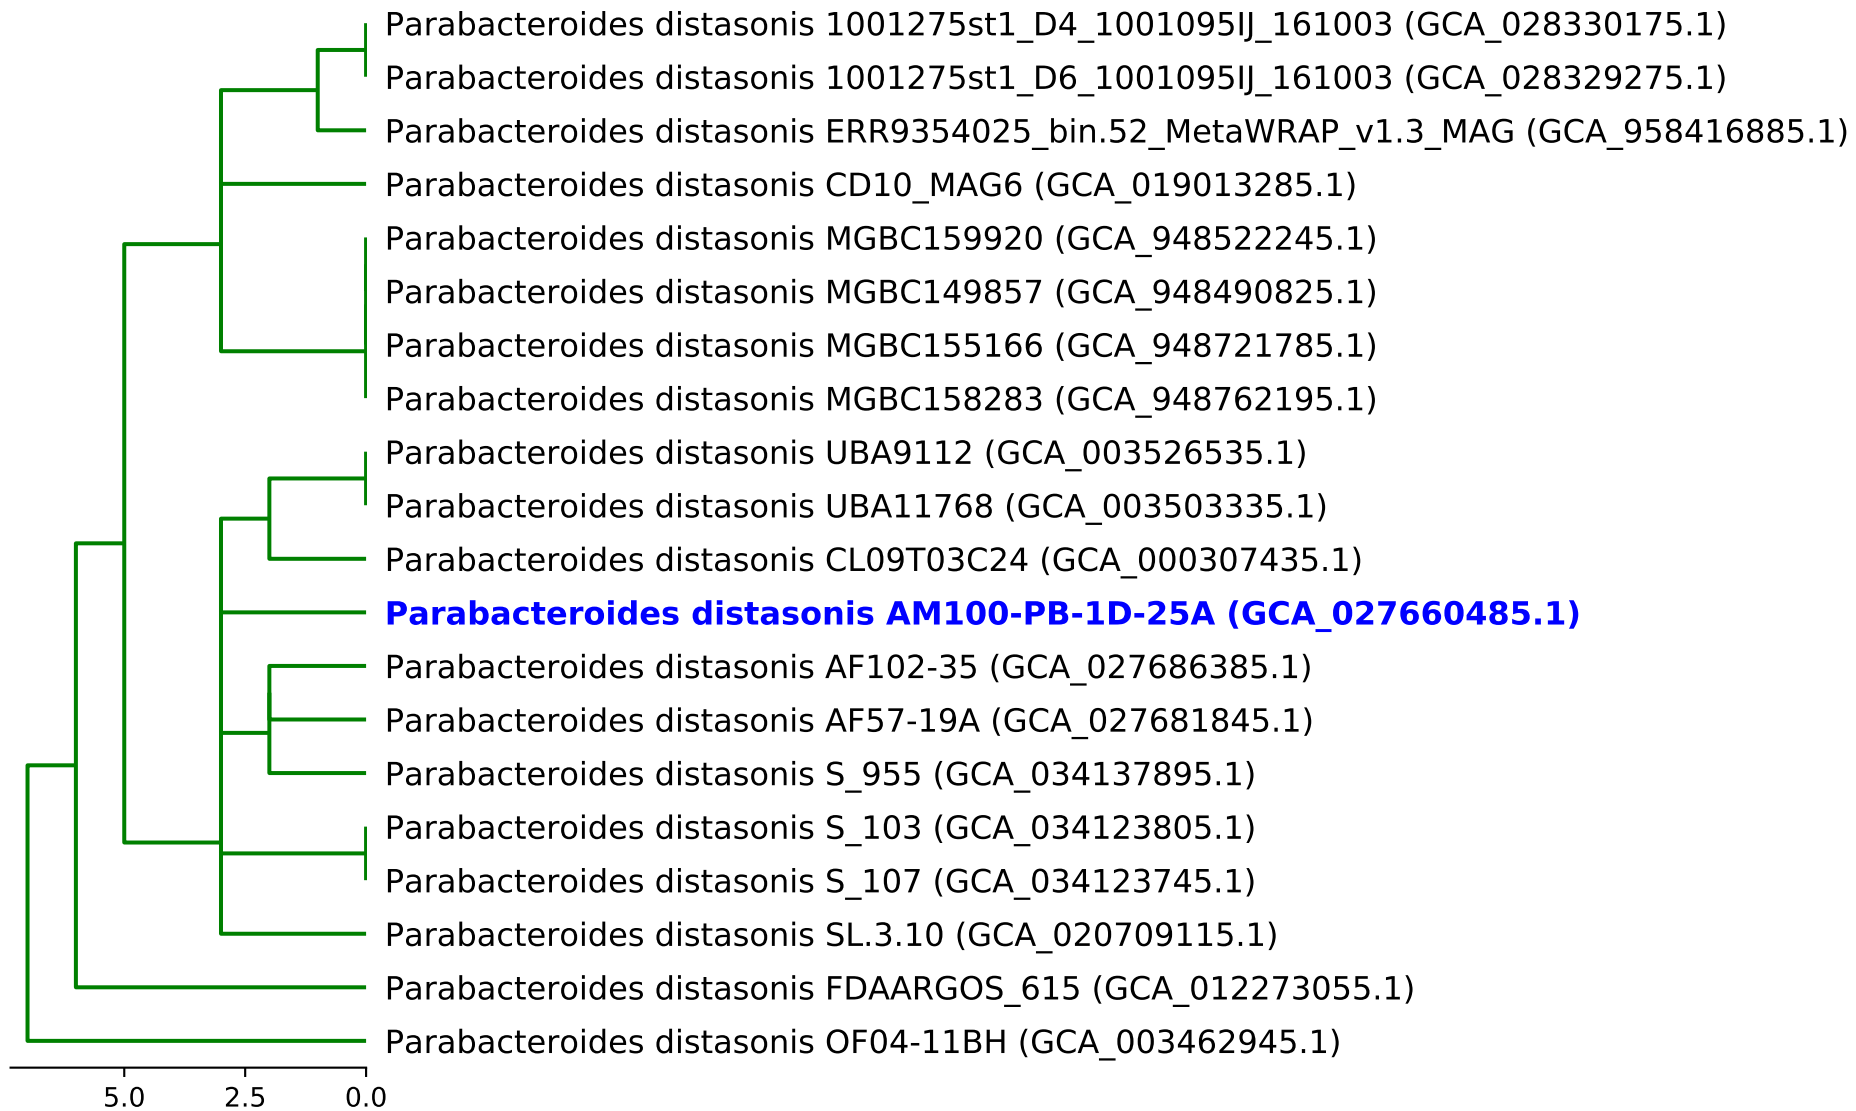 Parabacteroides distasonis 1001275st1_D4_1001095IJ_161003 (GCA_028330175.1)
Parabacteroides distasonis 1001275st1_D6_1001095IJ_161003 (GCA_028329275.1)
Parabacteroides distasonis ERR9354025_bin.52_MetaWRAP_v1.3_MAG (GCA_958416885.1)
Parabacteroides distasonis CD10_MAG6 (GCA_019013285.1)
Parabacteroides distasonis MGBC159920 (GCA_948522245.1)
Parabacteroides distasonis MGBC149857 (GCA_948490825.1)
Parabacteroides distasonis MGBC155166 (GCA_948721785.1)
Parabacteroides distasonis MGBC158283 (GCA_948762195.1)
Parabacteroides distasonis UBA9112 (GCA_003526535.1)
Parabacteroides distasonis UBA11768 (GCA_003503335.1)
Parabacteroides distasonis CL09T03C24 (GCA_000307435.1)
Parabacteroides distasonis AM100-PB-1D-25A (GCA_027660485.1)
Parabacteroides distasonis AF102-35 (GCA_027686385.1)
Parabacteroides distasonis AF57-19A (GCA_027681845.1)
Parabacteroides distasonis S_955 (GCA_034137895.1)
Parabacteroides distasonis S_103 (GCA_034123805.1)
Parabacteroides distasonis S_107 (GCA_034123745.1)
Parabacteroides distasonis SL.3.10 (GCA_020709115.1)
Parabacteroides distasonis FDAARGOS_615 (GCA_012273055.1)
Parabacteroides distasonis OF04-11BH (GCA_003462945.1)
5.0 2.5 0.0